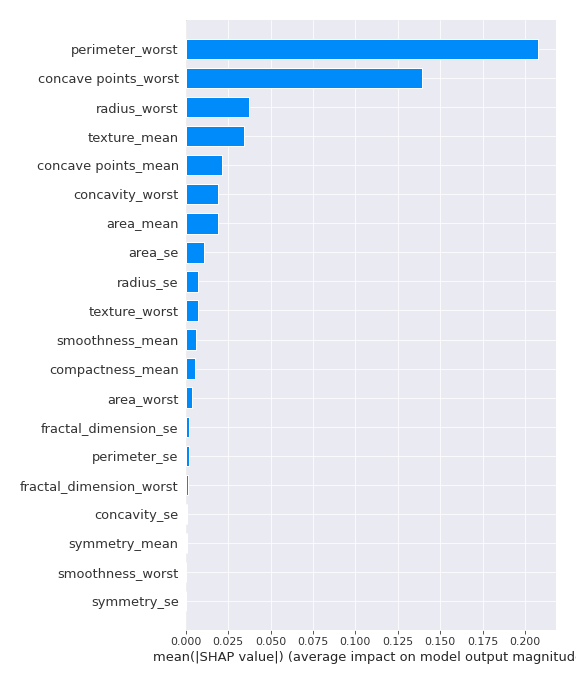 perimeter_worst
concave points_worst
radius_worst
texture_mean
concave points_mean
concavity_worst
area_mean
area_se
radius_se
texture_worst
smoothness_mean
compactness_mean
area_worst
fractal_dimension_se
perimeter_se
fractal_dimension_worst
concavity_se
symmetry_mean
smoothness_worst
symmetry_se
0.000 0.025 0.050 0.075 0.100 0.125 0.150 0.175 0.200
mean(|SHAP value|) (average impact on model output magnitud